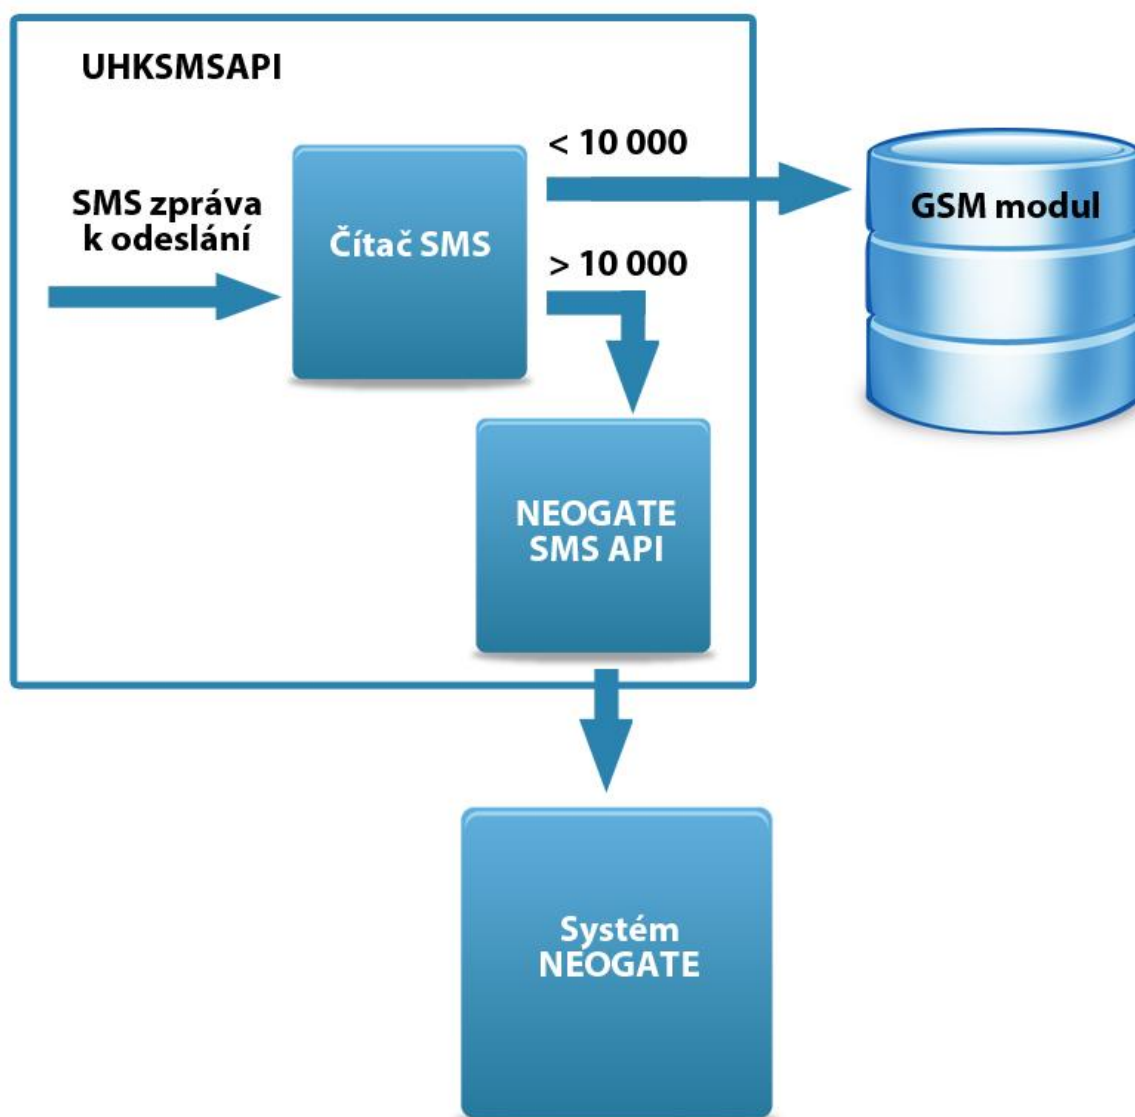 UHKSMSAPI
SMS zpráva
k odeslání
Čítač SMS
< 10 000
> 10 000
GSM modul
NEOGATE
SMS API
Systém
NEOGATE